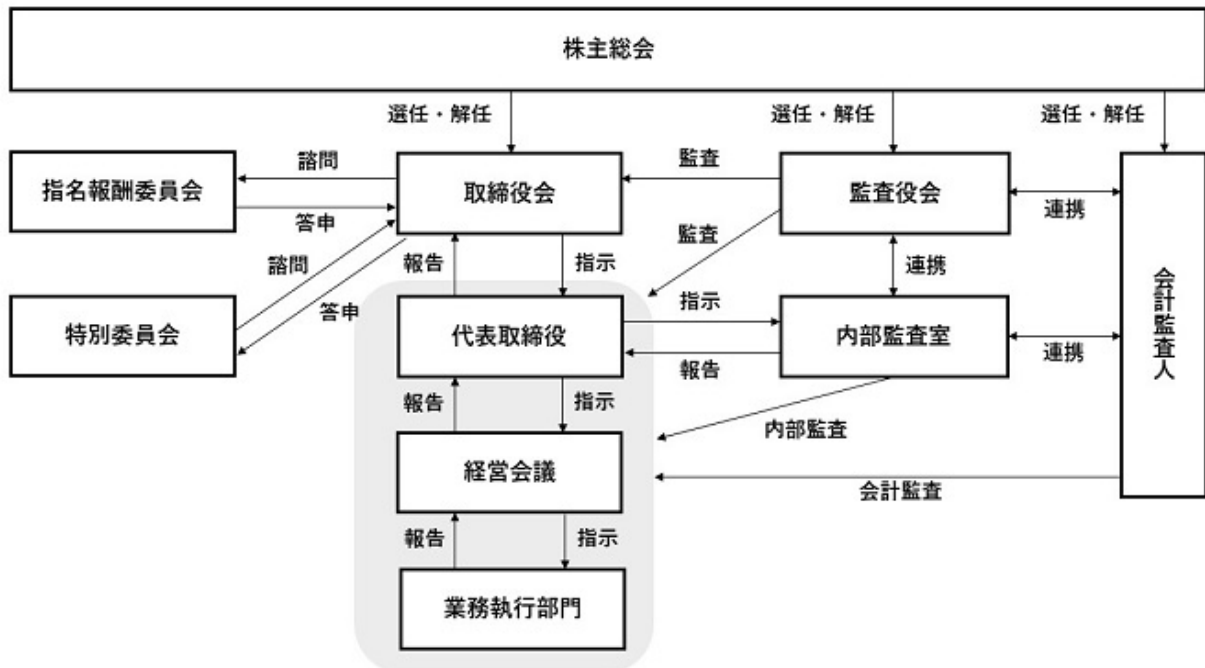 株主総会
選任・解任
選任・解任
選任・解任
指名報酬委員会
諮問
答申
取締役会
監査
監査役会
連携
会計監査人
諮問
答申
報告
指示
監査
連携
特別委員会
代表取締役
指示
報告
内部監査室
連携
報告
指示
内部監査
経営会議
会計監査
報告
指示
業務執行部門